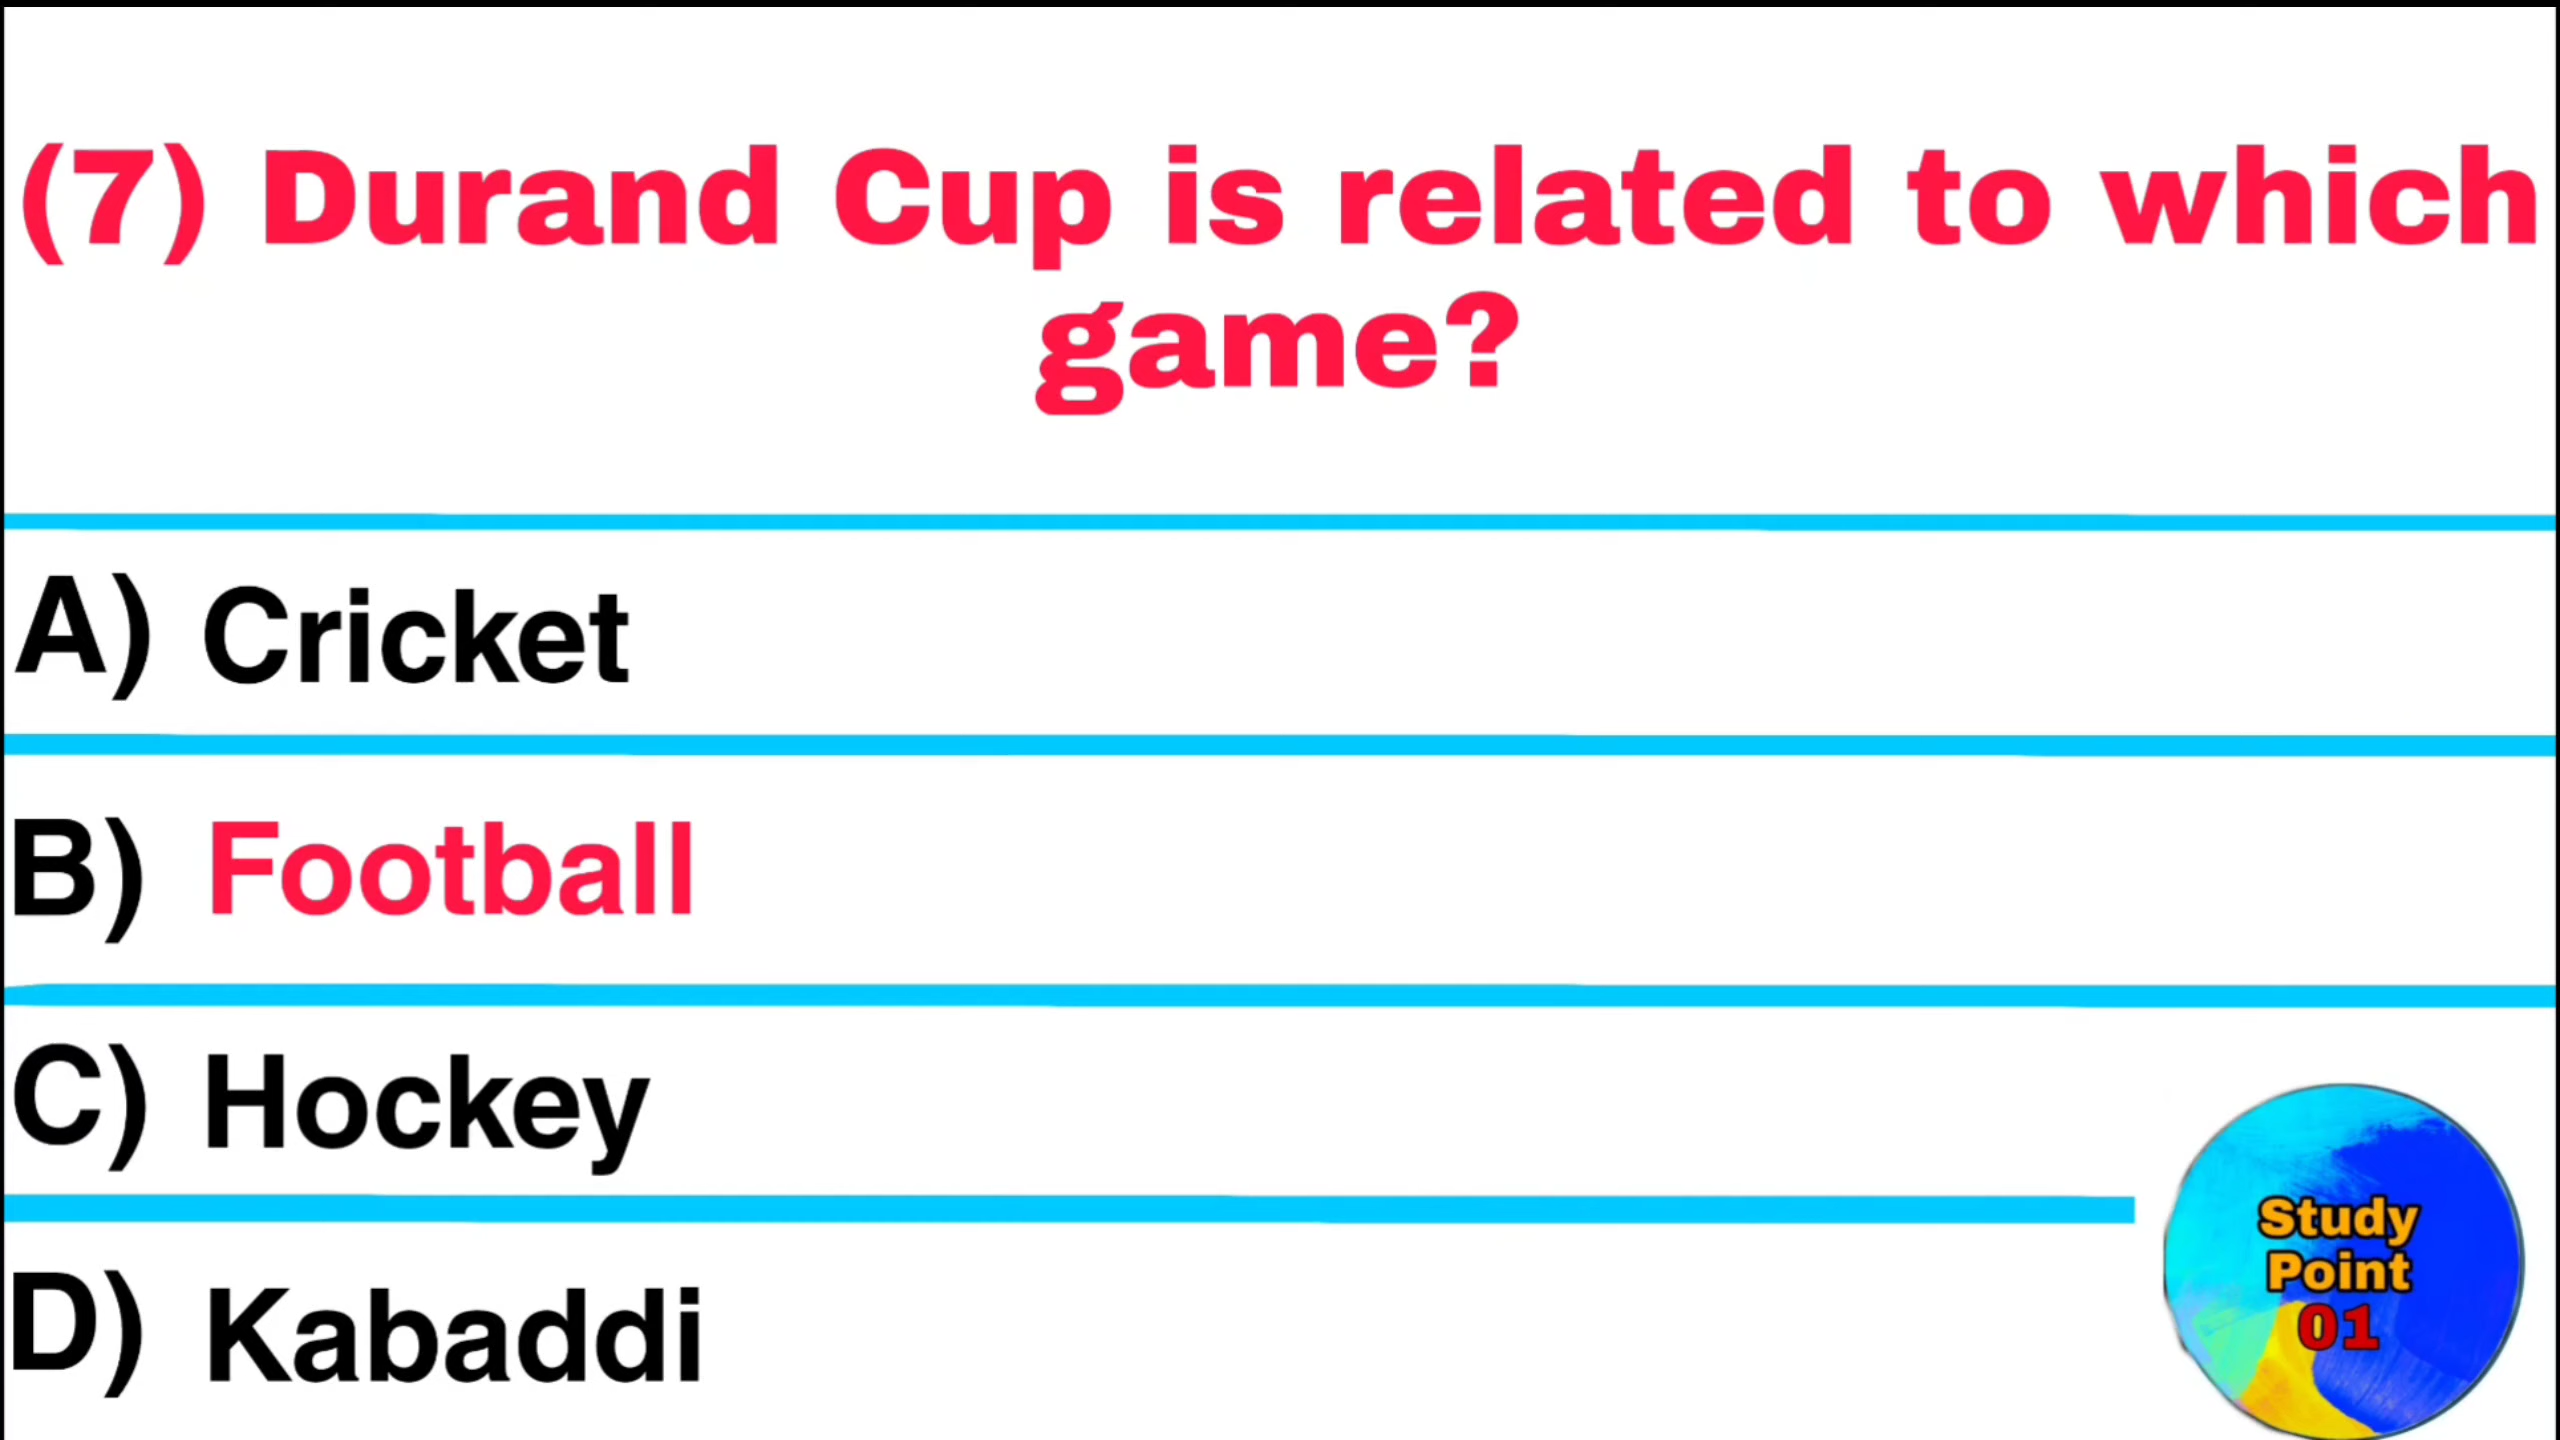 (7) Durand Cup is related to which
game?
A) Cricket
B) Football
C) Hockey
D) Kabaddi
Study
Point
01